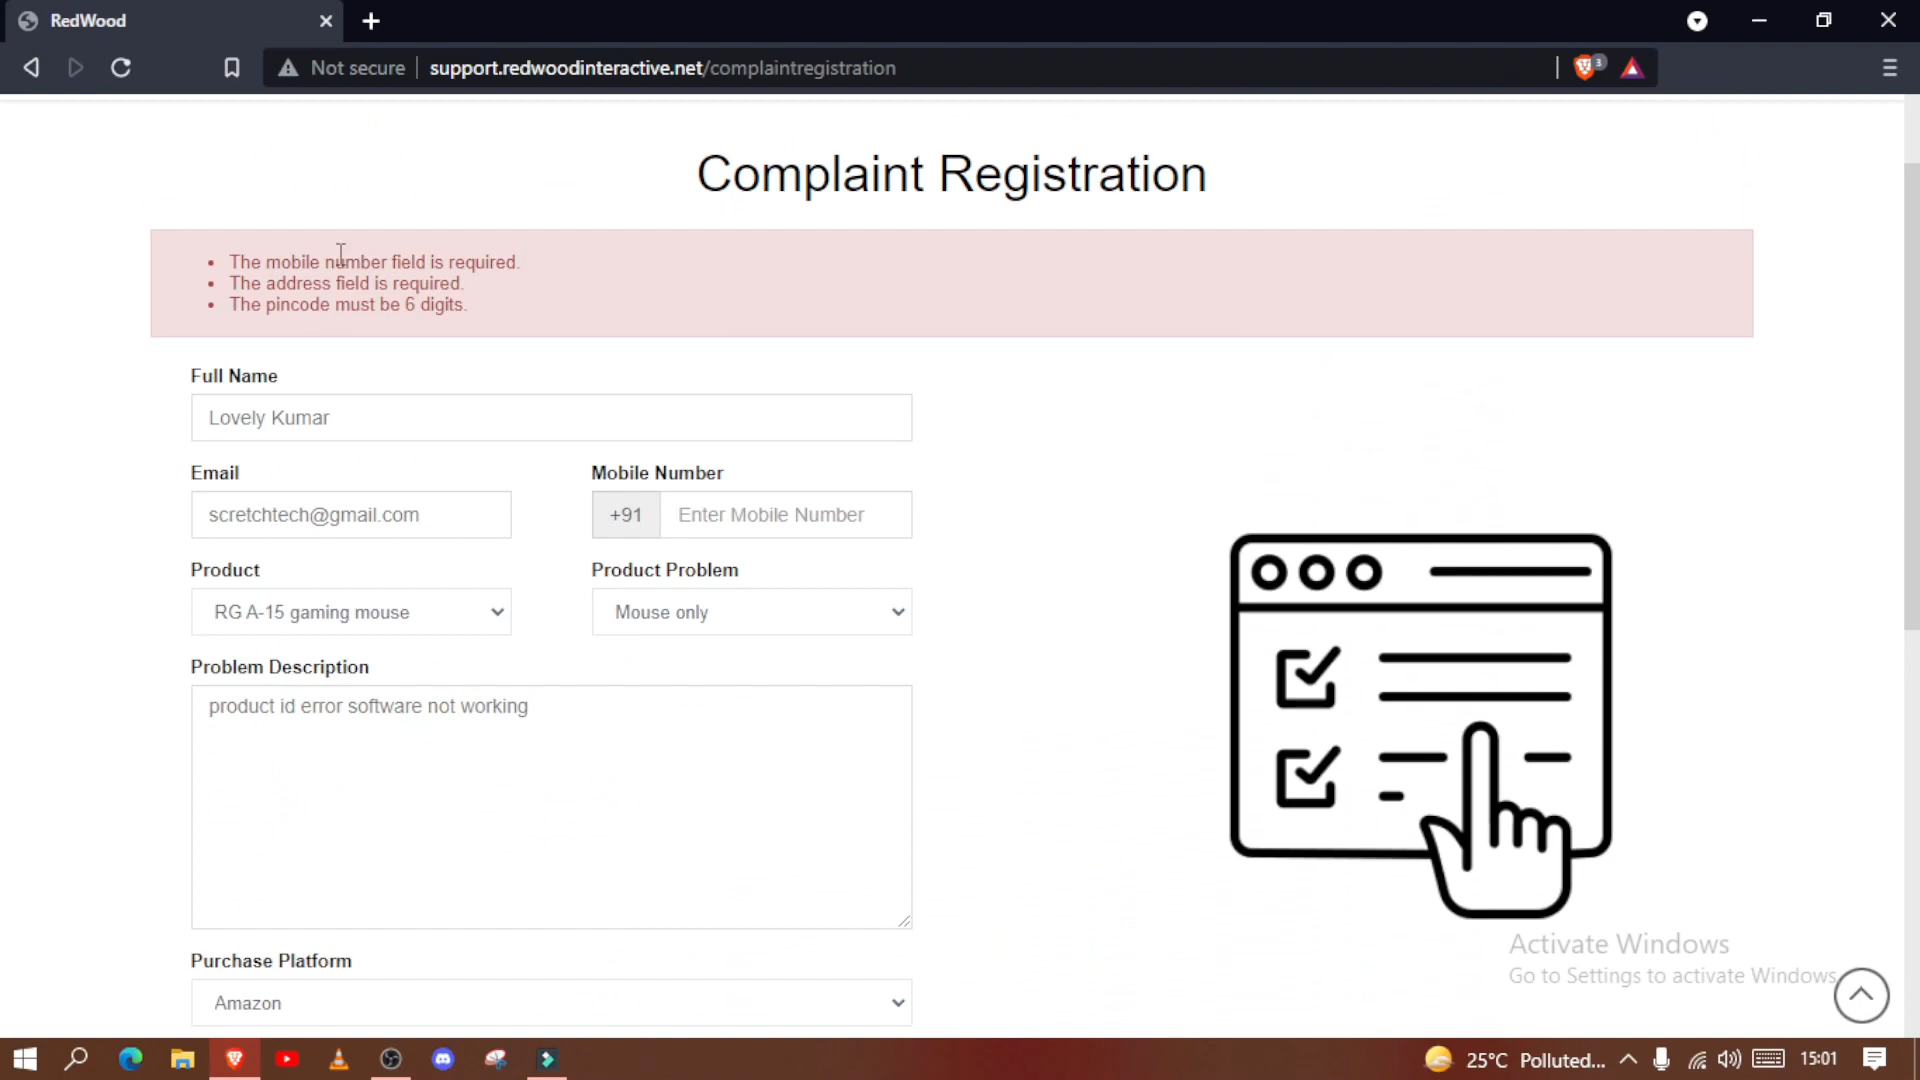 RedWood
Not secure
support.redwoodinteractive.net/complaintregistration
3
Complaint Registration
The mobile number field is required.
The address field is required.
The pincode must be 6 digits.
Full Name
Lovely Kumar
Email
Mobile Number
scretchtech@gmail.com
+91
Enter Mobile Number
Product
Product Problem
RG A-15 gaming mouse
Mouse only
Problem Description
product id error software not working
Purchase Platform
Amazon
Activate Windows
Go to Settings to activate Windows.
25°C Polluted...
15:01